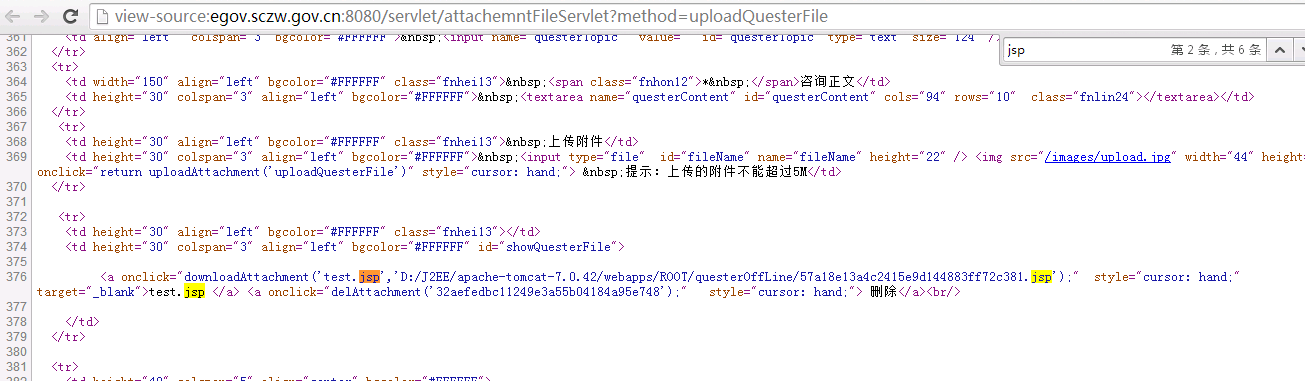 view-source:egov.sczw.gov.cn:8080/servlet/attachemntFileServlet?method=uploadQuesterFile
jsp 第 2 条，共 6 条
361 <td align="left" colspan="3" bgcolor="#FFFFFF">&nbsp;<input name="questerTopic" value="" id="questerTopic" type="text" size="124" /
362 </tr>
363 <tr>
364 <td width="150" align="left" bgcolor="#FFFFFF" class="fnhei13">&nbsp;<span class="fnhon12">*&nbsp;</span>咨询正文</td>
365 <td height="30" colspan="3" align="left" bgcolor="#FFFFFF">&nbsp;<textarea name="questerContent" id="questerContent" cols="94" rows="10" class="fnlin24"></textarea></td>
366 </tr>
367 <tr>
368 <td height="30" align="left" bgcolor="#FFFFFF" class="fnhei13">&nbsp;上传附件</td>
369 <td height="30" colspan="3" align="left" bgcolor="#FFFFFF">&nbsp;<input type="file" id="fileName" name="fileName" height="22" /> <img src="/images/upload.jpg" width="44" height
onclick="return uploadAttachment('uploadQuesterFile')" style="cursor: hand;"> &nbsp;提示：上传的附件不能超过5M</td>
370 </tr>
371
372 <tr>
373 <td height="30" align="left" bgcolor="#FFFFFF" class="fnhei13"></td>
374 <td height="30" colspan="3" align="left" bgcolor="#FFFFFF" id="showQuesterFile">
375
376 <a onclick="downloadAttachment('test.jsp','D:/J2EE/apache-tomcat-7.0.42/webapps/ROOT/questerOffLine/57a18e13a4c2415e9d144883ff72c381.jsp');" style="cursor: hand;"
target="_blank">test.jsp </a> <a onclick="delAttachment('32aefedbc11249e3a55b04184a95e748');" style="cursor: hand;"> 删除</a><br/>
377
378 </td>
379 </tr>
380
381 <tr>
382 <td height="40" colspan="5" align="center" bgcolor="#FFFFFF">